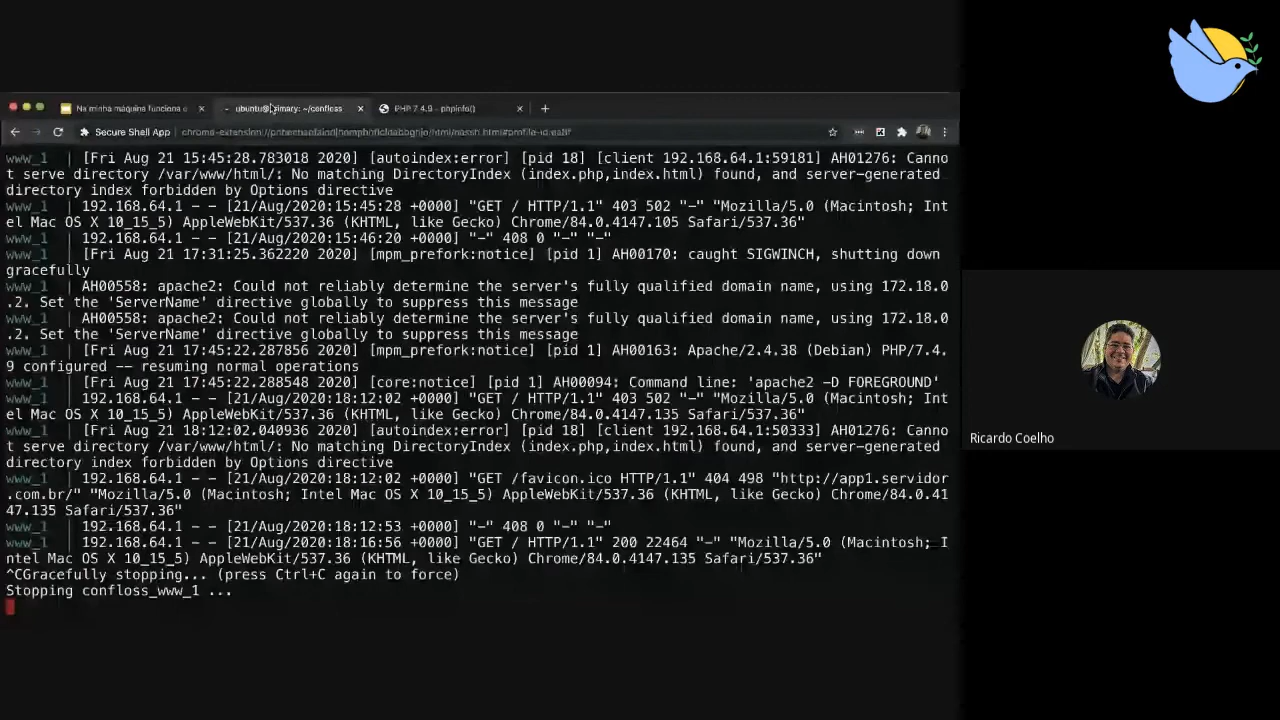 Na minha máquina funciona e
ubuntu@primary: ~/confloss
PHP 7.4.9 - phpinfo()
Secure Shell App
www_1 | [Fri Aug 21 15:45:28.783018 2020] [autoindex:error] [pid 18] [client 192.168.64.1:59181] AH01276: Canno
t serve directory /var/www/html/: No matching DirectoryIndex (index.php,index.html) found, and server-generated
directory index forbidden by Options directive
www_1 | 192.168.64.1 - - [21/Aug/2020:15:45:28 +0000] "GET / HTTP/1.1" 403 502 "-" "Mozilla/5.0 (Macintosh; Int
el Mac OS X 10_15_5) AppleWebKit/537.36 (KHTML, like Gecko) Chrome/84.0.4147.105 Safari/537.36"
www_1 | 192.168.64.1 - - [21/Aug/2020:15:46:20 +0000] "-" 408 0 "-" "-"
www_1 | [Fri Aug 21 17:31:25.362220 2020] [mpm_prefork:notice] [pid 1] AH00170: caught SIGWINCH, shutting down
gracefully
www_1 | AH00558: apache2: Could not reliably determine the server's fully qualified domain name, using 172.18.0
.2. Set the 'ServerName' directive globally to suppress this message
www_1 | AH00558: apache2: Could not reliably determine the server's fully qualified domain name, using 172.18.0
.2. Set the 'ServerName' directive globally to suppress this message
www_1 | [Fri Aug 21 17:45:22.287856 2020] [mpm_prefork:notice] [pid 1] AH00163: Apache/2.4.38 (Debian) PHP/7.4.
9 configured -- resuming normal operations
www_1 | [Fri Aug 21 17:45:22.288548 2020] [core:notice] [pid 1] AH00094: Command line: 'apache2 -D FOREGROUND'
www_1 | 192.168.64.1 - - [21/Aug/2020:18:12:02 +0000] "GET / HTTP/1.1" 403 502 "-" "Mozilla/5.0 (Macintosh; Int
el Mac OS X 10_15_5) AppleWebKit/537.36 (KHTML, like Gecko) Chrome/84.0.4147.135 Safari/537.36"
www_1 | [Fri Aug 21 18:12:02.040936 2020] [autoindex:error] [pid 18] [client 192.168.64.1:50333] AH01276: Canno
t serve directory /var/www/html/: No matching DirectoryIndex (index.php,index.html) found, and server-generated
directory index forbidden by Options directive
www_1 | 192.168.64.1 - - [21/Aug/2020:18:12:02 +0000] "GET /favicon.ico HTTP/1.1" 404 498 "http://app1.servidor
.com.br/" "Mozilla/5.0 (Macintosh; Intel Mac OS X 10_15_5) AppleWebKit/537.36 (KHTML, like Gecko) Chrome/84.0.41
47.135 Safari/537.36"
www_1 | 192.168.64.1 - - [21/Aug/2020:18:12:53 +0000] "-" 408 0 "-" "-"
www_1 | 192.168.64.1 - - [21/Aug/2020:18:16:56 +0000] "GET / HTTP/1.1" 200 22464 "-" "Mozilla/5.0 (Macintosh; I
ntel Mac OS X 10_15_5) AppleWebKit/537.36 (KHTML, like Gecko) Chrome/84.0.4147.135 Safari/537.36"
^CGracefully stopping... (press Ctrl+C again to force)
Stopping confloss_www_1 ...
Ricardo Coelho